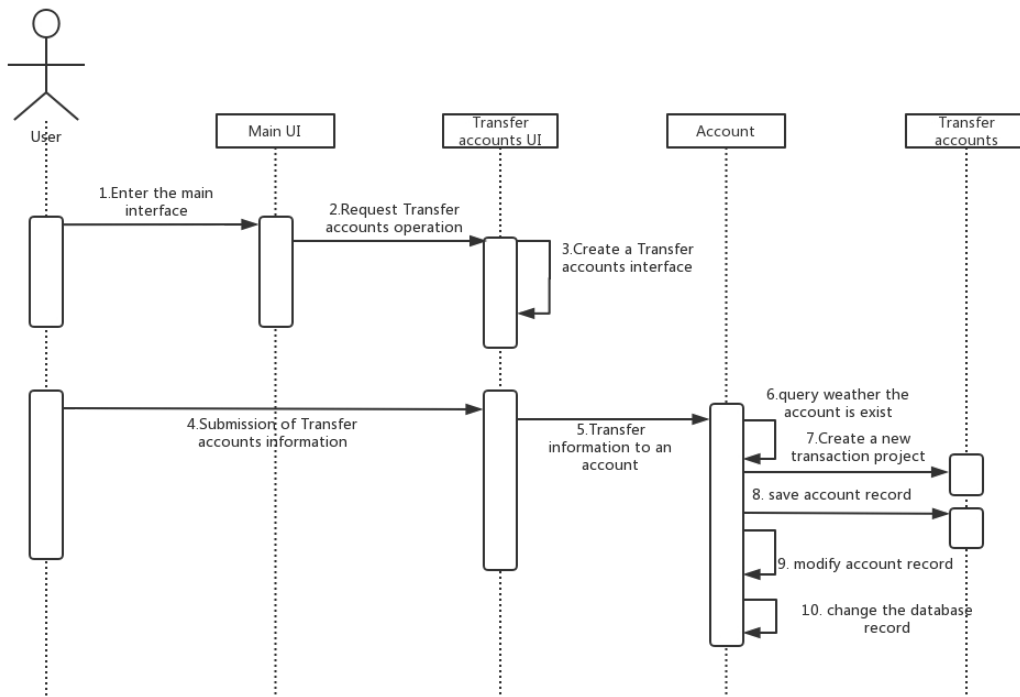 User
Main UI
Transfer
accounts UI
Account
Transfer
accounts
1.Enter the main
interface
2.Request Transfer
accounts operation
3.Create a Transfer
accounts interface
4.Submission of Transfer
accounts information
5.Transfer
information to an
account
6.query weather the
account is exist
7.Create a new
transaction project
8. save account record
9. modify account record
10. change the database
record